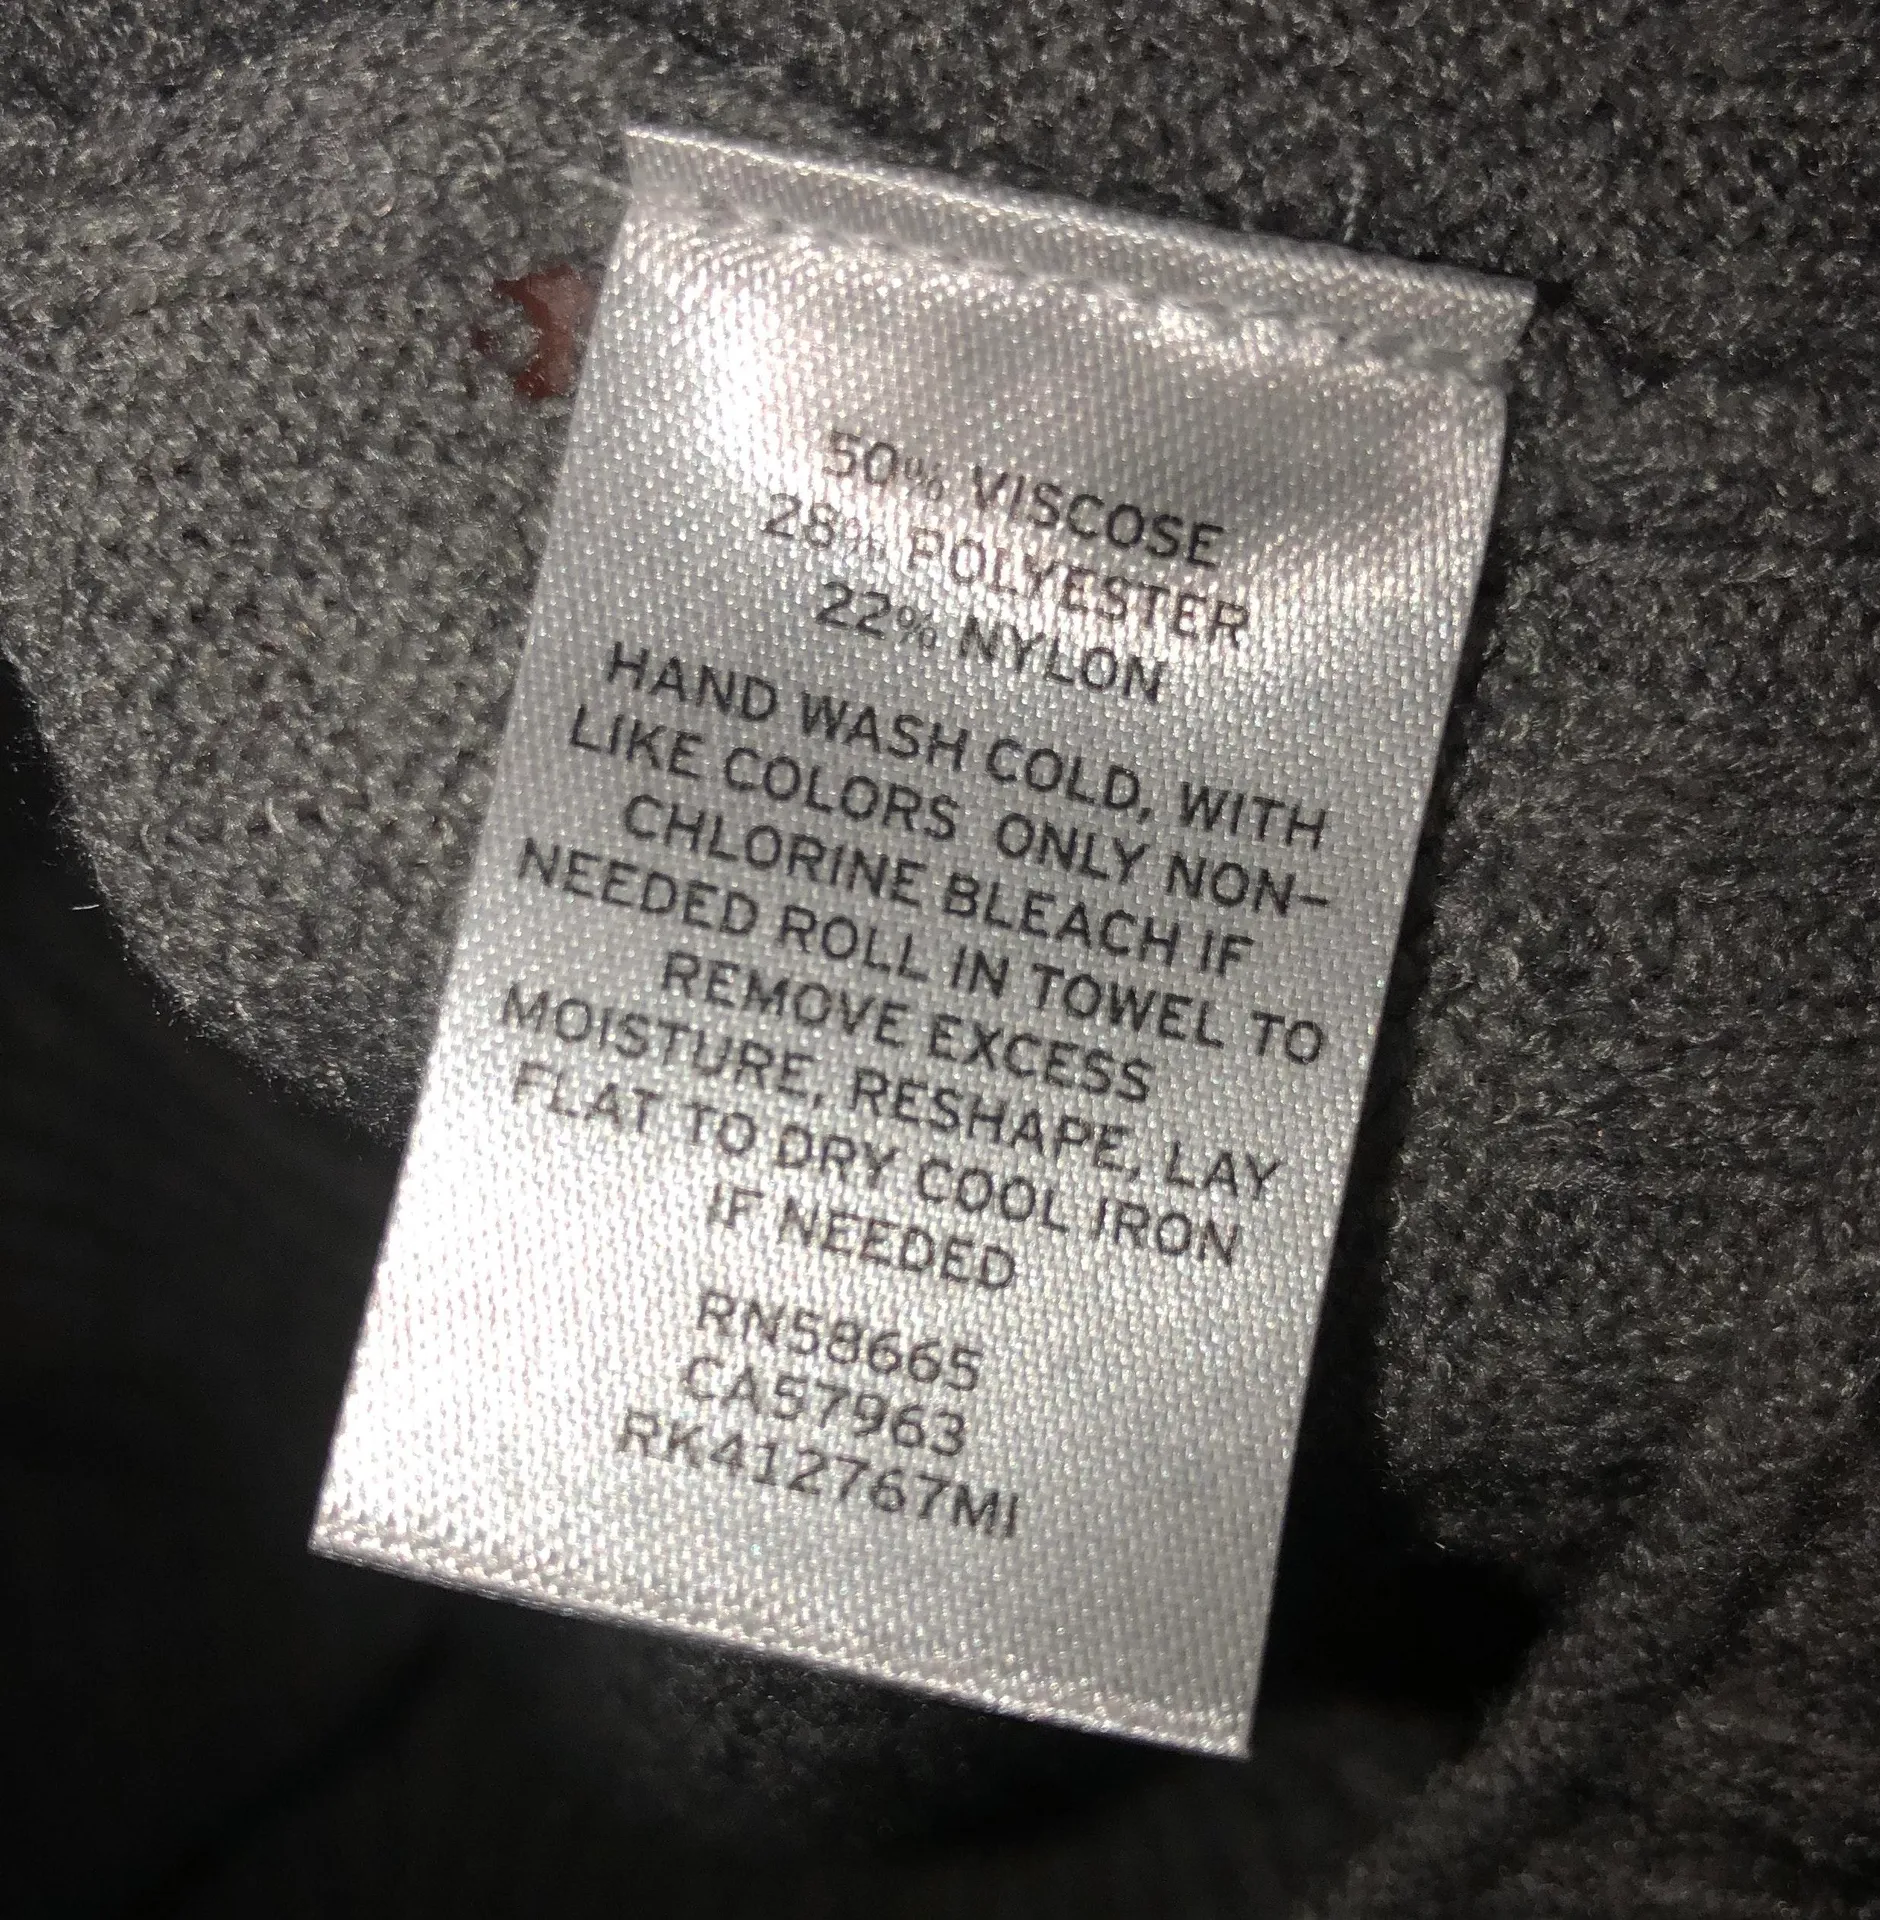 50% VISCOSE
28% POLYESTER
22% NYLON
HAND WASH COLD, WITH
LIKE COLORS ONLY NON-
CHLORINE BLEACH IF
NEEDED ROLL IN TOWEL TO
REMOVE EXCESS
MOISTURE, RESHAPE, LAY
FLAT TO DRY COOL IRON
IF NEEDED
RN58665
CA57963
RK412767MI